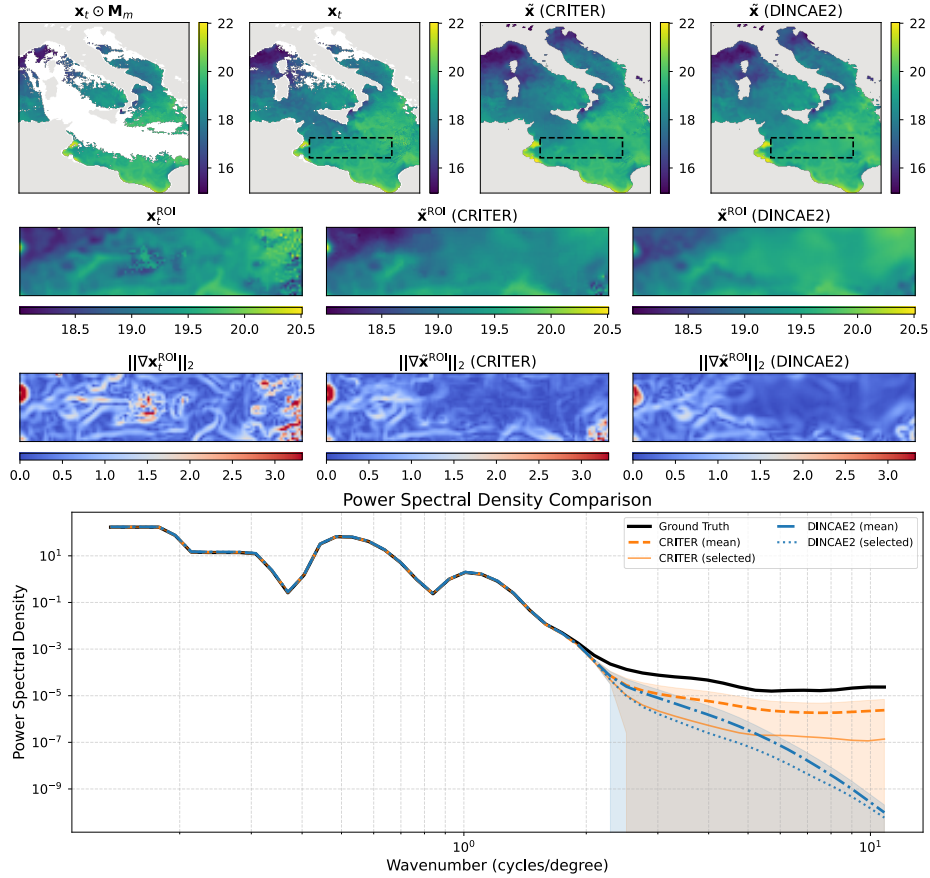 x_t ⊙ M_m
x_t
x̃ (CRITER)
x̃ (DINCAE2)
22
20
18
16
22
20
18
16
22
20
18
16
22
20
18
16
x_t^ROI
x̃^ROI (CRITER)
x̃^ROI (DINCAE2)
18.5 19.0 19.5 20.0 20.5
18.5 19.0 19.5 20.0 20.5
18.5 19.0 19.5 20.0 20.5
||∇x_t^ROI||_2
||∇x̃^ROI||_2 (CRITER)
||∇x̃^ROI||_2 (DINCAE2)
0.0 0.5 1.0 1.5 2.0 2.5 3.0
0.0 0.5 1.0 1.5 2.0 2.5 3.0
0.0 0.5 1.0 1.5 2.0 2.5 3.0
Power Spectral Density Comparison
Ground Truth
CRITER (mean)
CRITER (selected)
DINCAE2 (mean)
DINCAE2 (selected)
Power Spectral Density
10^1
10^-1
10^-3
10^-5
10^-7
10^-9
10^0
10^1
Wavenumber (cycles/degree)